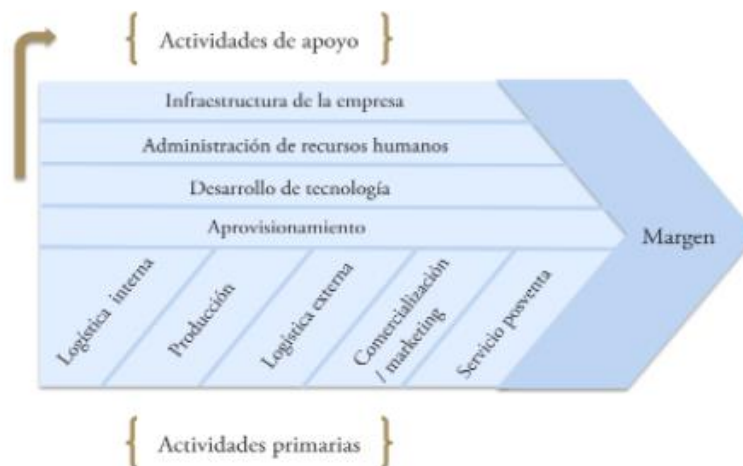 Actividades de apoyo
Infraestructura de la empresa
Administración de recursos humanos
Desarrollo de tecnología
Aprovisionamiento
Margen
Logística interna
Producción
Logística externa
Comercialización
/ marketing
Servicio posventa
Actividades primarias